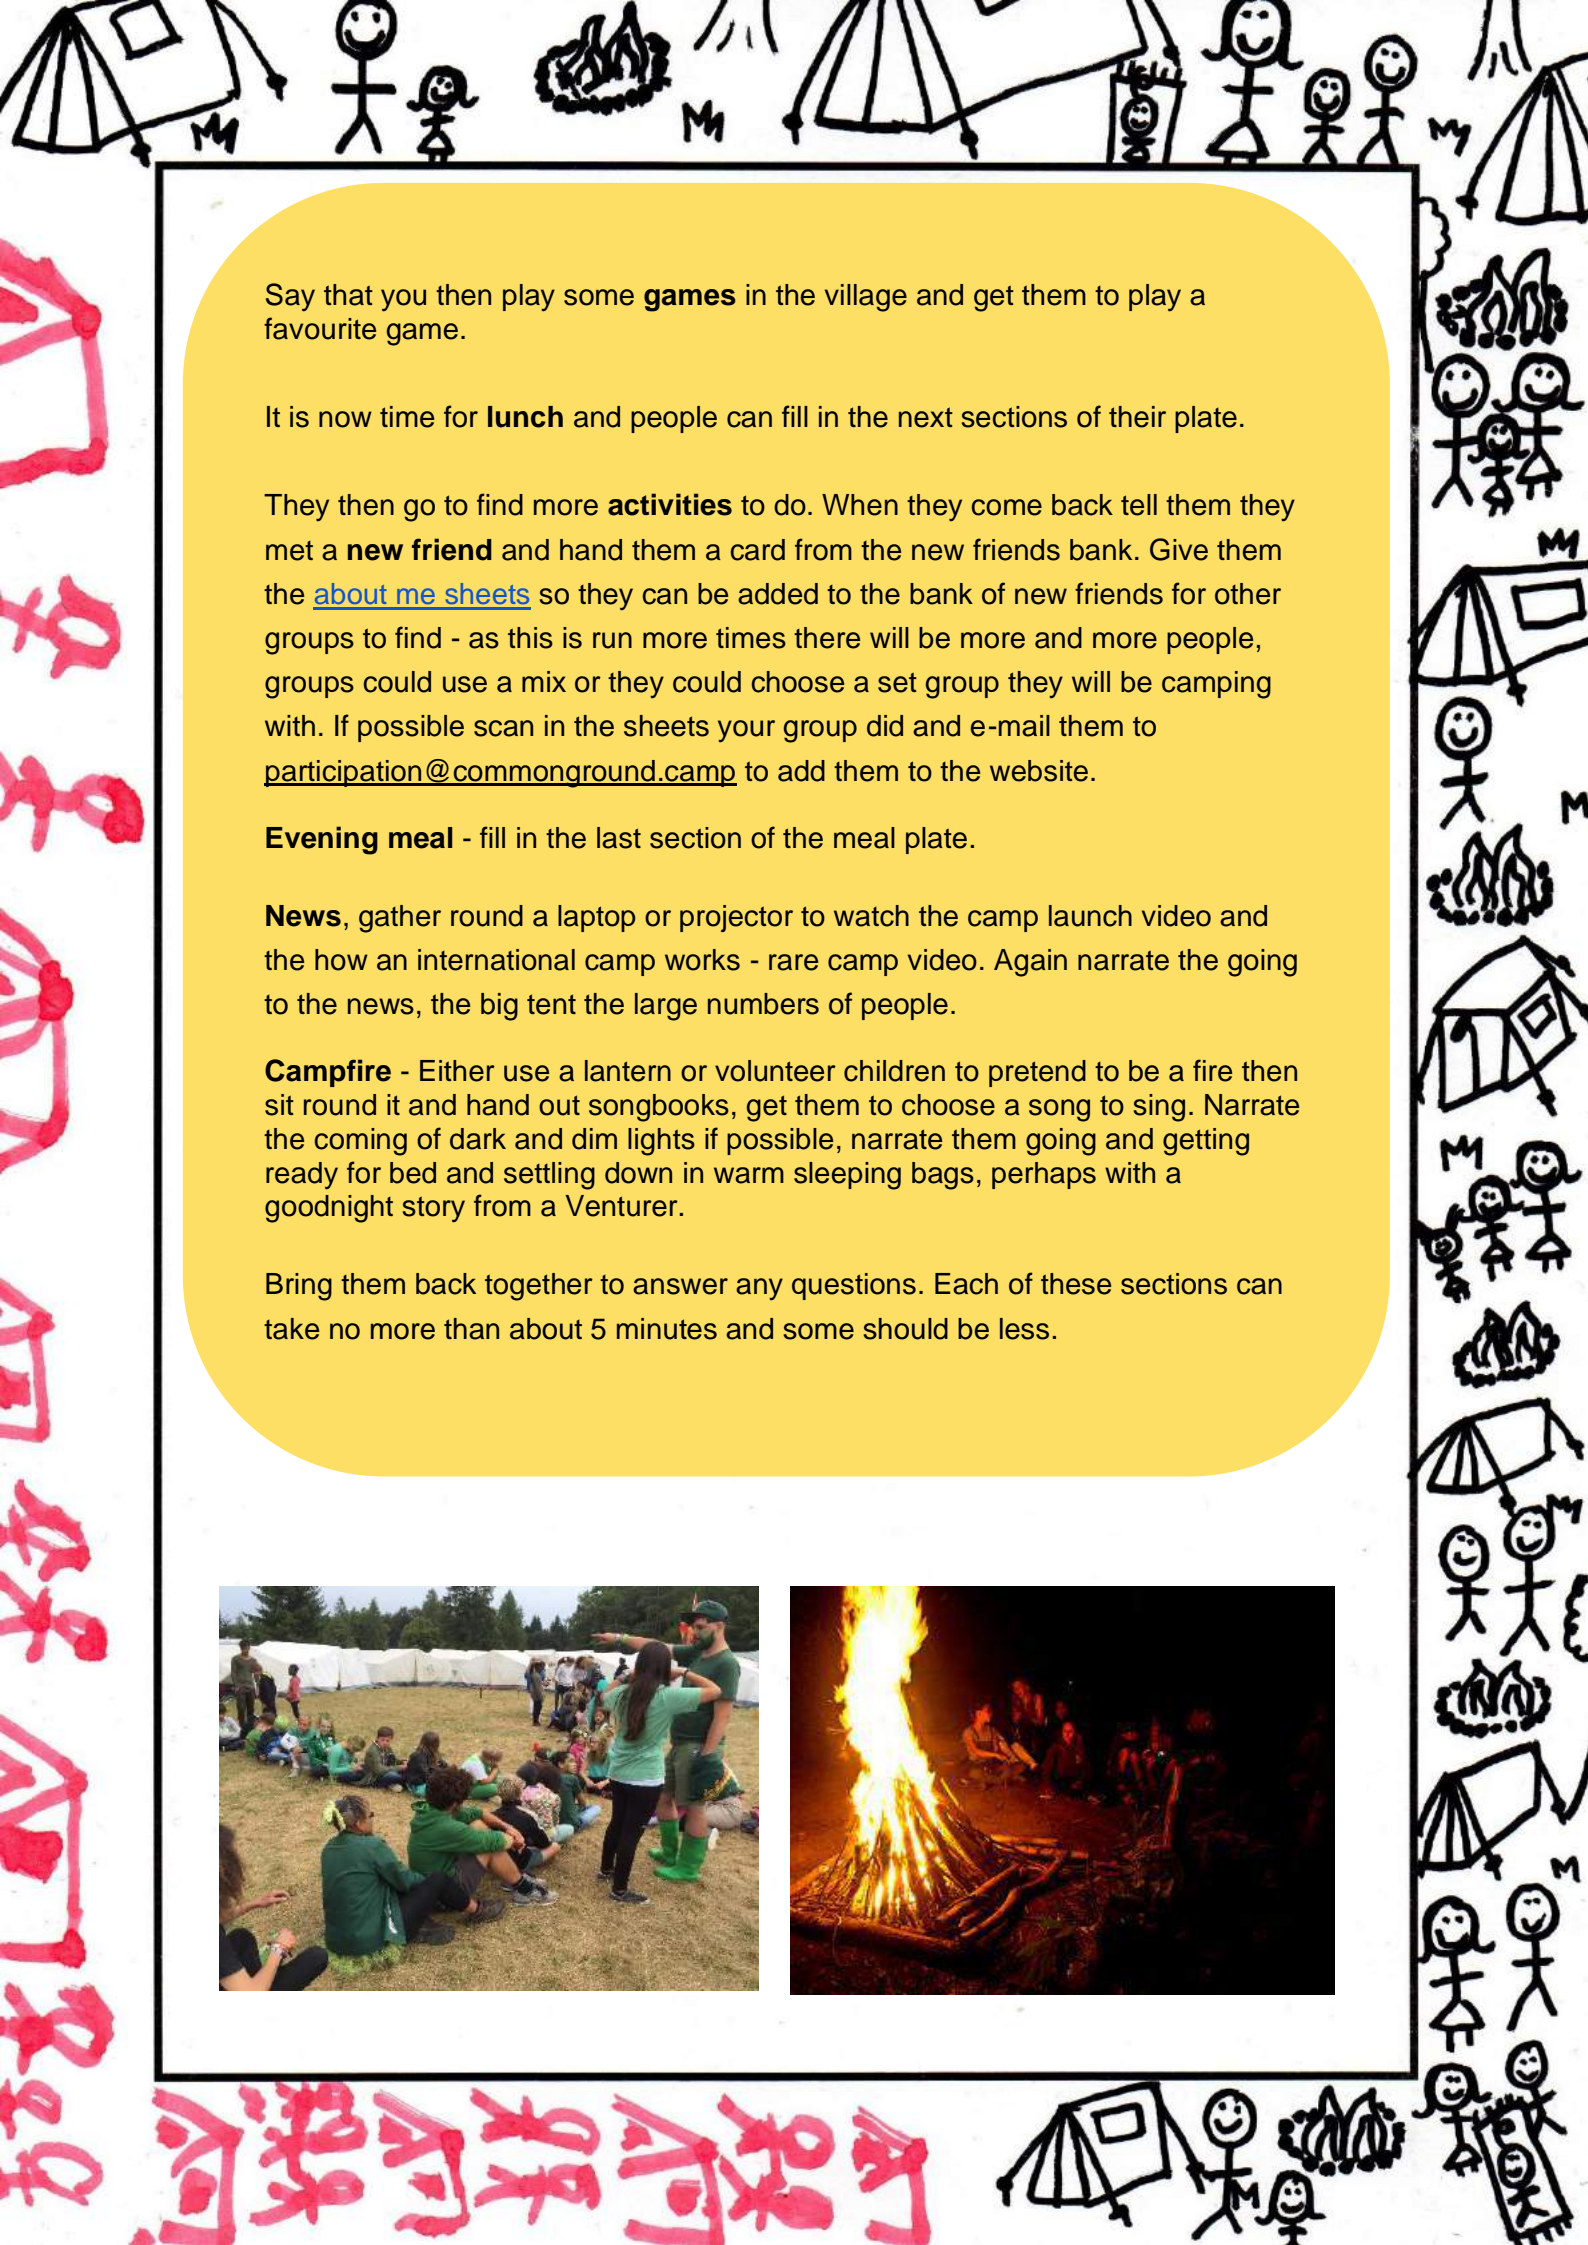 Say that you then play some games in the village and get them to play a
favourite game.
It is now time for lunch and people can fill in the next sections of their plate.
They then go to find more activities to do. When they come back tell them they
met a new friend and hand them a card from the new friends bank. Give them
the about me sheets so they can be added to the bank of new friends for other
groups to find - as this is run more times there will be more and more people,
groups could use a mix or they could choose a set group they will be camping
with. If possible scan in the sheets your group did and e-mail them to
participation@commonground.camp to add them to the website.
Evening meal - fill in the last section of the meal plate.
News, gather round a laptop or projector to watch the camp launch video and
the how an international camp works - rare camp video. Again narrate the going
to the news, the big tent the large numbers of people.
Campfire - Either use a lantern or volunteer children to pretend to be a fire then
sit round it and hand out songbooks, get them to choose a song to sing. Narrate
the coming of dark and dim lights if possible, narrate them going and getting
ready for bed and settling down in warm sleeping bags, perhaps with a
goodnight story from a Venturer.
Bring them back together to answer any questions. Each of these sections can
take no more than about 5 minutes and some should be less.